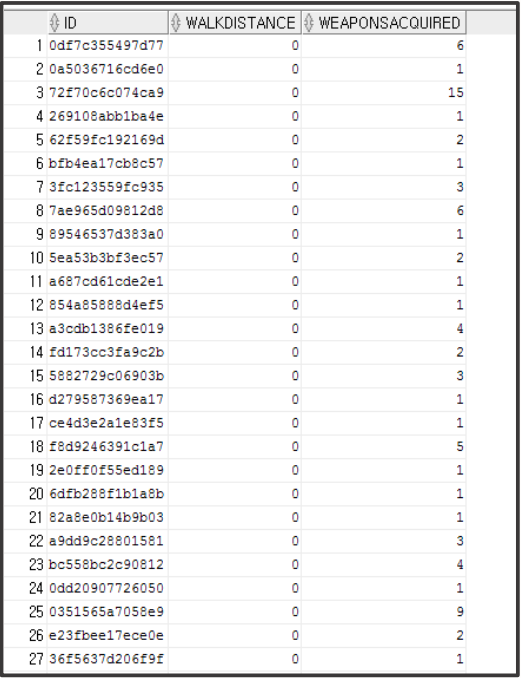 ID WALKDISTANCE WEAPONSACQUIRED
1 0df7c355497d77 0 6
2 0a5036716cd6e0 0 1
3 72f70c6c074ca9 0 15
4 269108abb1ba4e 0 1
5 62f59fc192169d 0 2
6 bfb4ea17cb8c57 0 1
7 3fc123559fc935 0 3
8 7ae965d09812d8 0 6
9 89546537d383a0 0 1
10 5ea53b3bf3ec57 0 2
11 a687cd61cde2e1 0 1
12 854a85888d4ef5 0 1
13 a3cdb1386fe019 0 4
14 fd173cc3fa9c2b 0 2
15 5882729c06903b 0 3
16 d279587369ea17 0 1
17 ce4d3e2a1e83f5 0 1
18 f8d9246391c1a7 0 5
19 2e0ff0f55ed189 0 1
20 6dfb288f1b1a8b 0 1
21 82a8e0b14b9b03 0 1
22 a9dd9c28801581 0 3
23 bc558bc2c90812 0 4
24 0dd20907726050 0 1
25 0351565a7058e9 0 9
26 e23fbee17ece0e 0 2
27 36f5637d206f9f 0 1